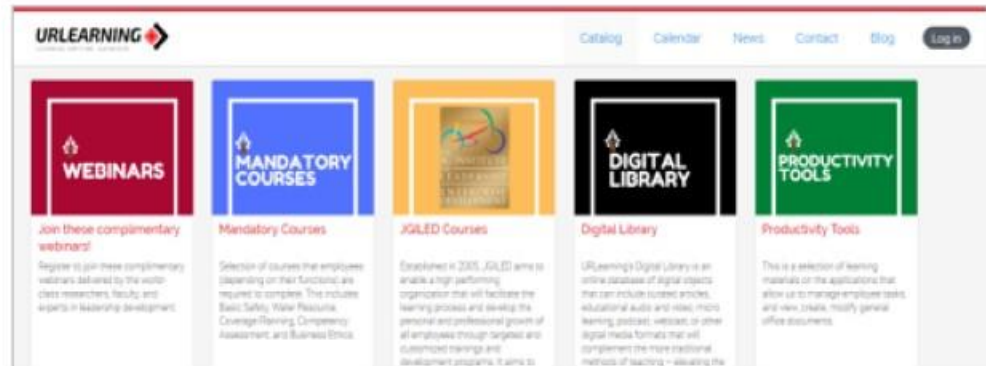 URLEARNING
Catalog Calendar News Contact Blog Log in
WEBINARS
Join these complimentary
webinars!
Register to join these complimentary
webinars delivered by the world-
class researchers, faculty, and
experts in leadership development.
MANDATORY
COURSES
Mandatory Courses
Selection of courses that employees
(depending on their functions) are
required to complete. This includes
Basic Safety, Water Resource,
Coverage Planning, Competency
Assessment, and Business Ethics.
LEADERSHIP
ENTERPRISE
DEVELOPMENT
JGILED Courses
Established in 2005, JGILED aims to
enable a high performing
organization that will facilitate the
learning process and develop the
personal and professional growth of
all employees through targeted and
customized trainings and
development programs. It aims to
DIGITAL
LIBRARY
Digital Library
URLearning's Digital Library is an
online database of digital objects
that can include curated articles,
educational audio and video, micro
learning, podcast, webcast, or other
digital media formats that will
complement the more traditional
methods of teaching – elevating the
PRODUCTIVITY
TOOLS
Productivity Tools
This is a selection of learning
materials on the applications that
allow us to manage employee tasks,
and view, create, modify general
office documents.